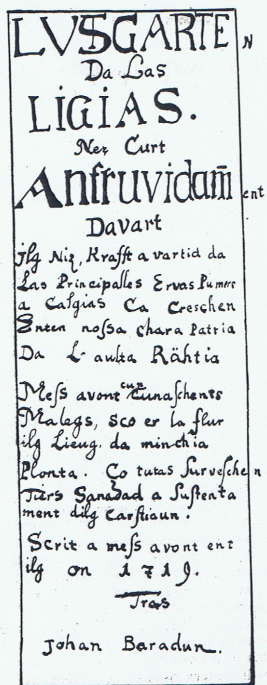 LVSTGARTEN
Da Las
LIGIAS.
Ner Curt
Anfruvidam̄ent
Davart
ilg Niz, Krafft a vartid da
Las Principalles Ervas Pumers
a Caſgias Ca Creschen
Enten noſsa chara Patria
Da L- aulta Rähtia
Meſs avont cun Cunaſchents
Malegs, sco er la flur
ilg Lieug. da minchia
Plonta. Co tutas Surveschen
Tiers Sanadad a Suſtenta
ment dilg Carſtiaun.
Scrit a meſs avont ent
ilg on 1719.
Tras
Johan Baradun.